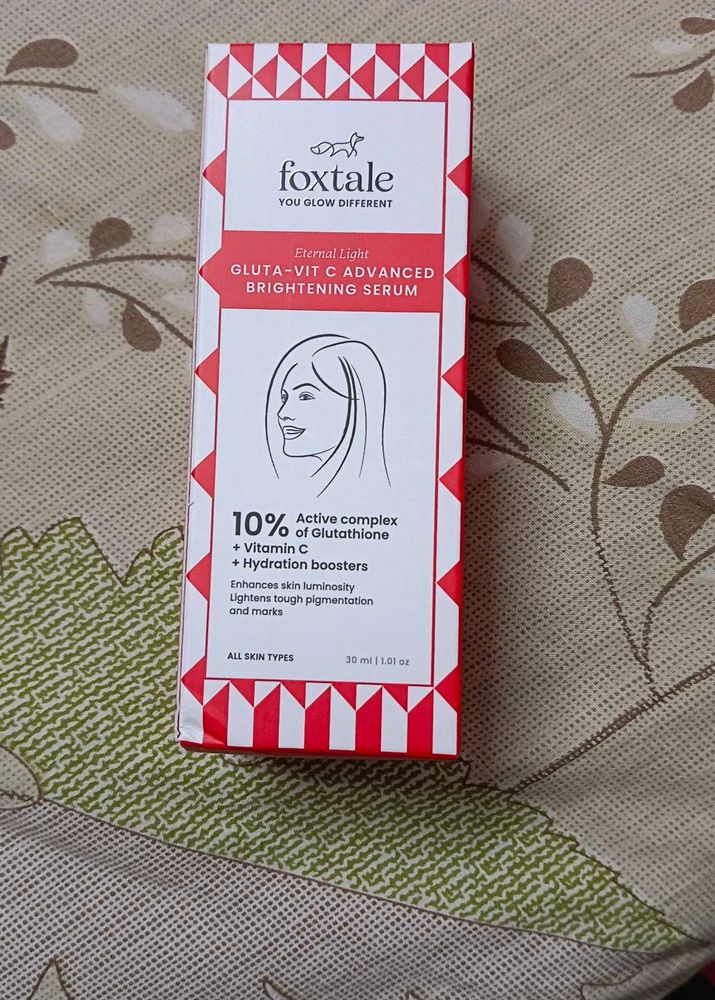 foxtale
YOU GLOW DIFFERENT
Eternal Light
GLUTA-VIT C ADVANCED
BRIGHTENING SERUM
10% Active complex
of Glutathione
+ Vitamin C
+ Hydration boosters
Enhances skin luminosity
Lightens tough pigmentation
and marks
ALL SKIN TYPES 30 ml | 1.01 oz